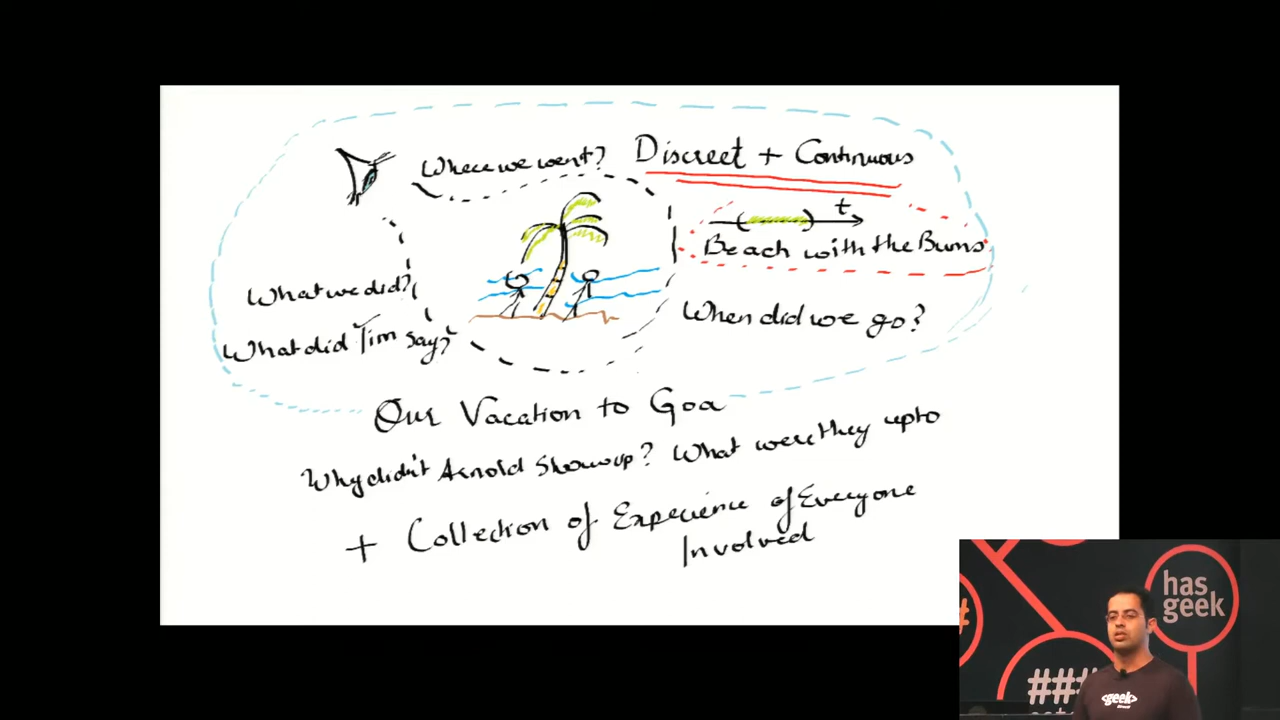 Where we went? Discreet + Continuous
t
Beach with the Bums
What we did?
When did we go?
What did Tim say?
Our Vacation to Goa
Why didn't Arnold Show up? What were they upto
+ Collection of Experience of Everyone
Involved
has
geek
#
###
<geek>